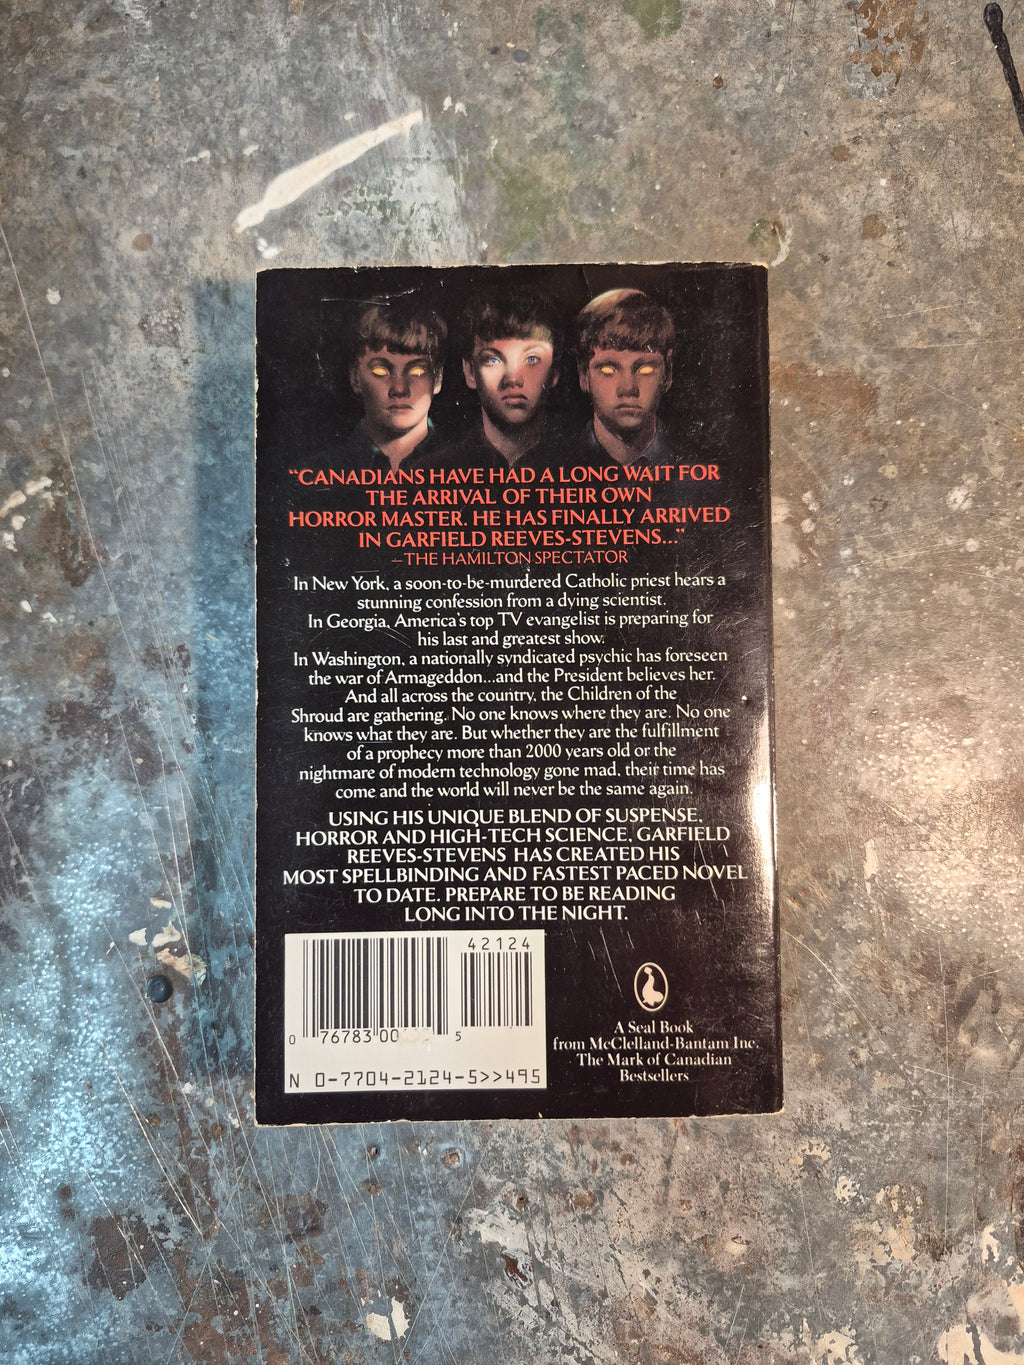 “CANADIANS HAVE HAD A LONG WAIT FOR
THE ARRIVAL OF THEIR OWN
HORROR MASTER. HE HAS FINALLY ARRIVED
IN GARFIELD REEVES-STEVENS...”
—THE HAMILTON SPECTATOR
In New York, a soon-to-be-murdered Catholic priest hears a
stunning confession from a dying scientist.
In Georgia, America's top TV evangelist is preparing for
his last and greatest show.
In Washington, a nationally syndicated psychic has foreseen
the war of Armageddon...and the President believes her.
And all across the country, the Children of the
Shroud are gathering. No one knows where they are. No one
knows what they are. But whether they are the fulfillment
of a prophecy more than 2000 years old or the
nightmare of modern technology gone mad, their time has
come and the world will never be the same again.
USING HIS UNIQUE BLEND OF SUSPENSE,
HORROR AND HIGH-TECH SCIENCE, GARFIELD
REEVES-STEVENS HAS CREATED HIS
MOST SPELLBINDING AND FASTEST PACED NOVEL
TO DATE. PREPARE TO BE READING
LONG INTO THE NIGHT.
42124
0 76783 00 5
N 0-7704-2124-5>>495
A Seal Book
from McClelland-Bantam Inc.
The Mark of Canadian
Bestsellers